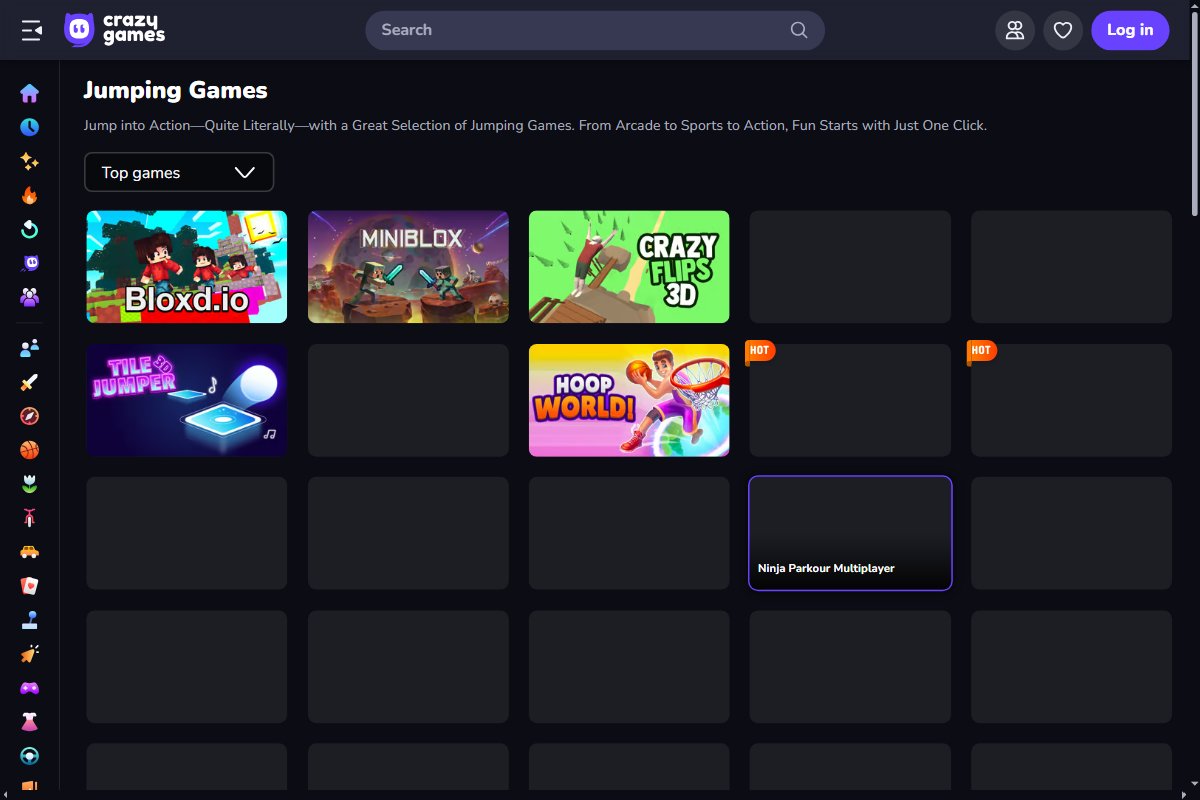 crazy
games
Search
Log in
Jumping Games
Jump into Action—Quite Literally—with a Great Selection of Jumping Games. From Arcade to Sports to Action, Fun Starts with Just One Click.
Top games
Bloxd.io
MINIBLOX
CRAZY
FLIPS
3D
TILE 3D
JUMPER
HOOP
WORLD!
HOT
HOT
Ninja Parkour Multiplayer